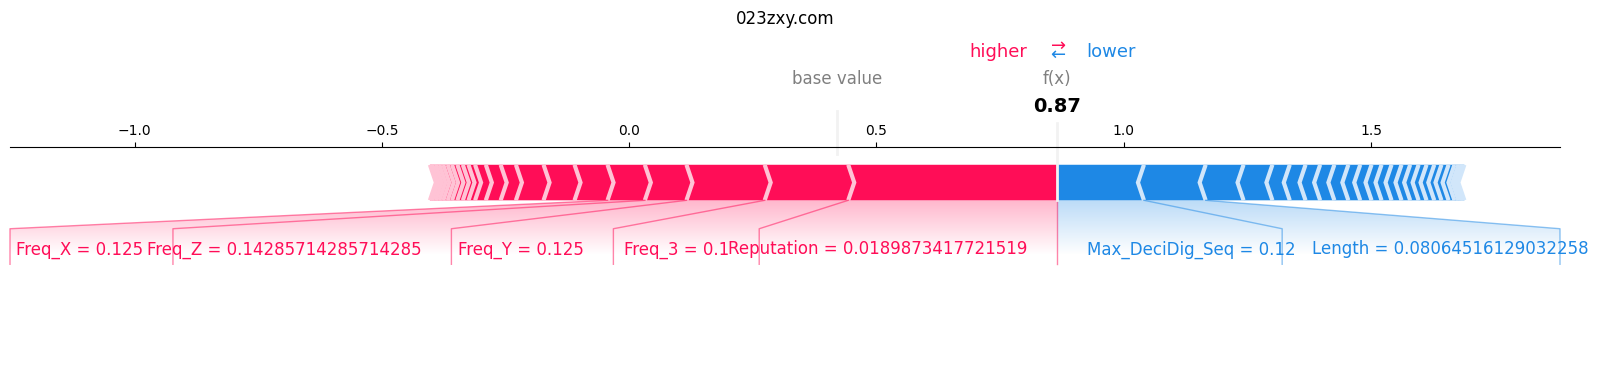 023zxy.com
higher ⇄ lower
base value f(x)
0.87
−1.0 −0.5 0.0 0.5 1.0 1.5
Freq_X = 0.125 Freq_Z = 0.14285714285714285 Freq_Y = 0.125 Freq_3 = 0.1 Reputation = 0.0189873417721519 Max_DeciDig_Seq = 0.12 Length = 0.08064516129032258